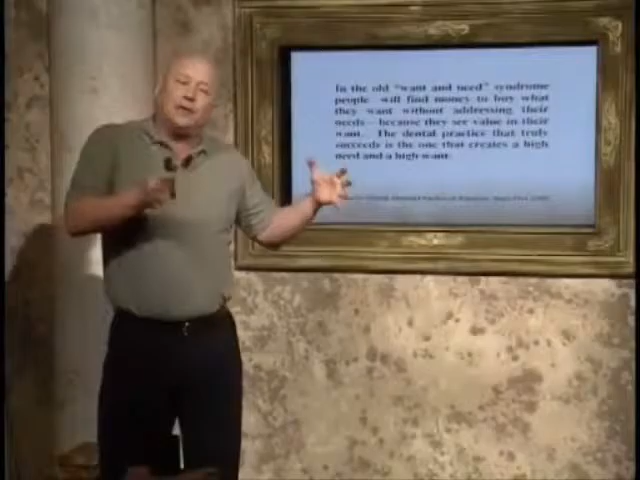 In the old "want and need" syndrome
people will find money to buy what
they want without addressing their
needs – because they see value in their
want. The dental practice that truly
succeeds is the one that creates a high
need and a high want.